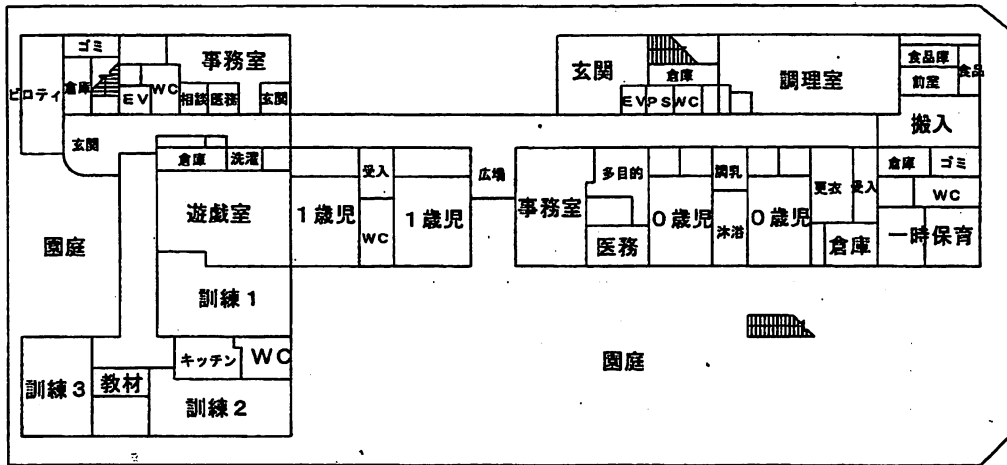 ゴミ
事務室
玄関
倉庫
調理室
食品庫
食品
前室
ピロティ
倉庫
EV
WC
相談
医務
玄関
EV
PS
WC
搬入
玄関
倉庫
洗濯
受入
広場
多目的
調乳
更衣
受入
倉庫
ゴミ
WC
遊戯室
1歳児
WC
1歳児
事務室
医務
0歳児
沐浴
0歳児
倉庫
一時保育
園庭
訓練1
園庭
キッチン
WC
訓練3
教材
訓練2